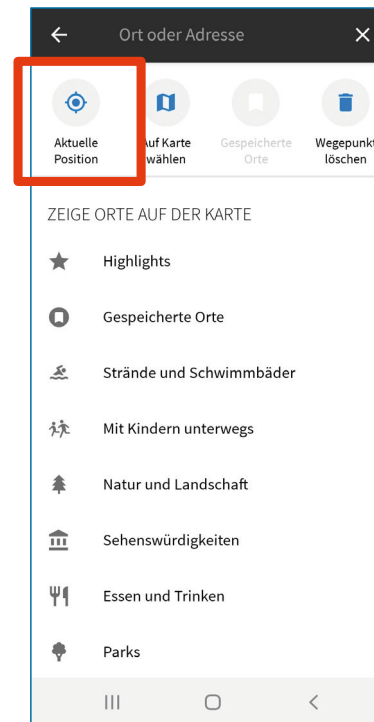 Ort oder Adresse
Aktuelle
Position
Auf Karte
wählen
Gespeicherte
Orte
Wegepunkt
löschen
ZEIGE ORTE AUF DER KARTE
Highlights
Gespeicherte Orte
Strände und Schwimmbäder
Mit Kindern unterwegs
Natur und Landschaft
Sehenswürdigkeiten
Essen und Trinken
Parks